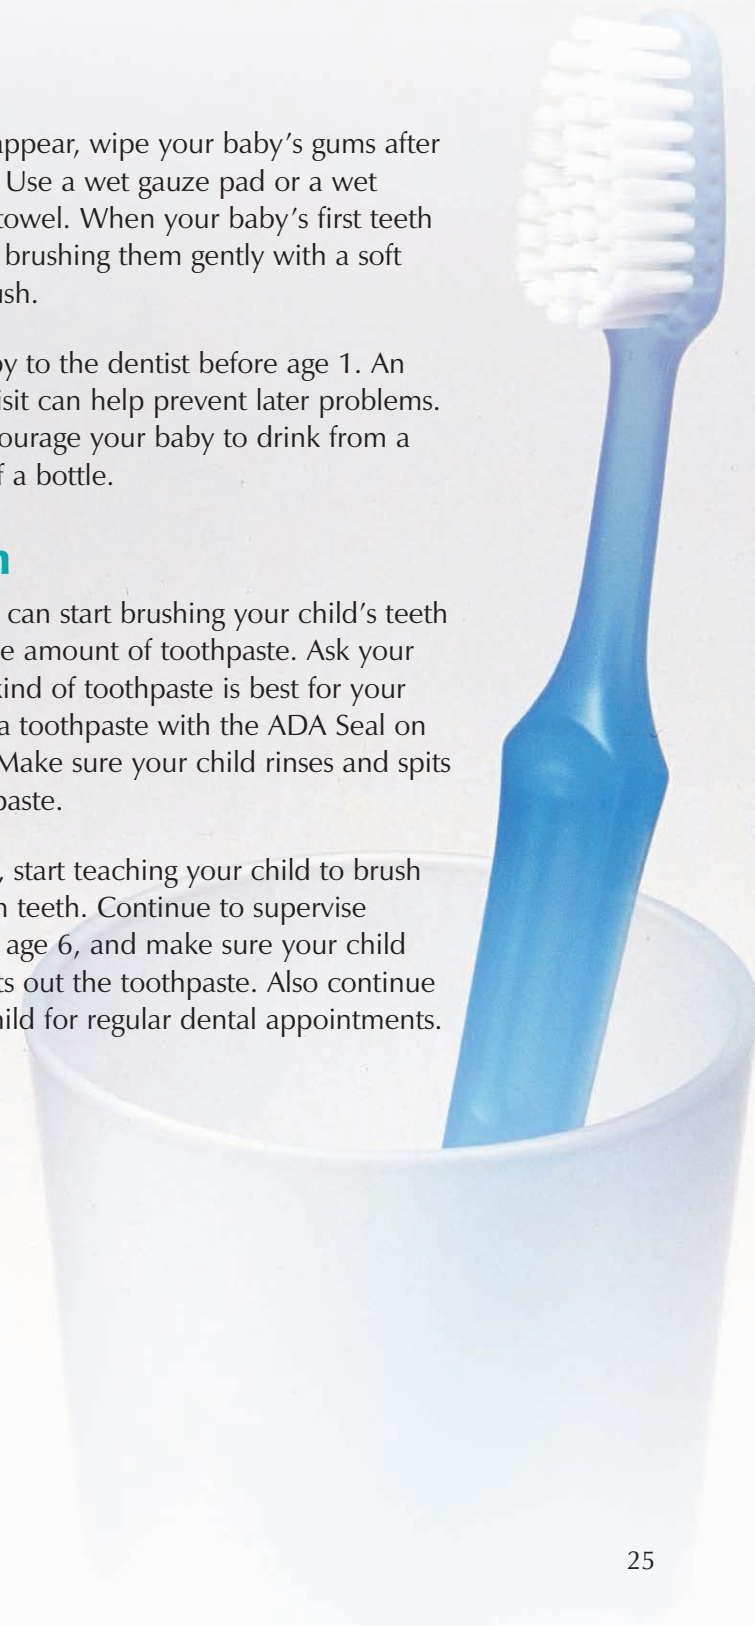 appear, wipe your baby’s gums after
Use a wet gauze pad or a wet
towel. When your baby’s first teeth
brushing them gently with a soft
ush.
by to the dentist before age 1. An
isit can help prevent later problems.
ourage your baby to drink from a
f a bottle.
n
can start brushing your child’s teeth
e amount of toothpaste. Ask your
kind of toothpaste is best for your
a toothpaste with the ADA Seal on
Make sure your child rinses and spits
paste.
, start teaching your child to brush
n teeth. Continue to supervise
age 6, and make sure your child
ts out the toothpaste. Also continue
hild for regular dental appointments.
25